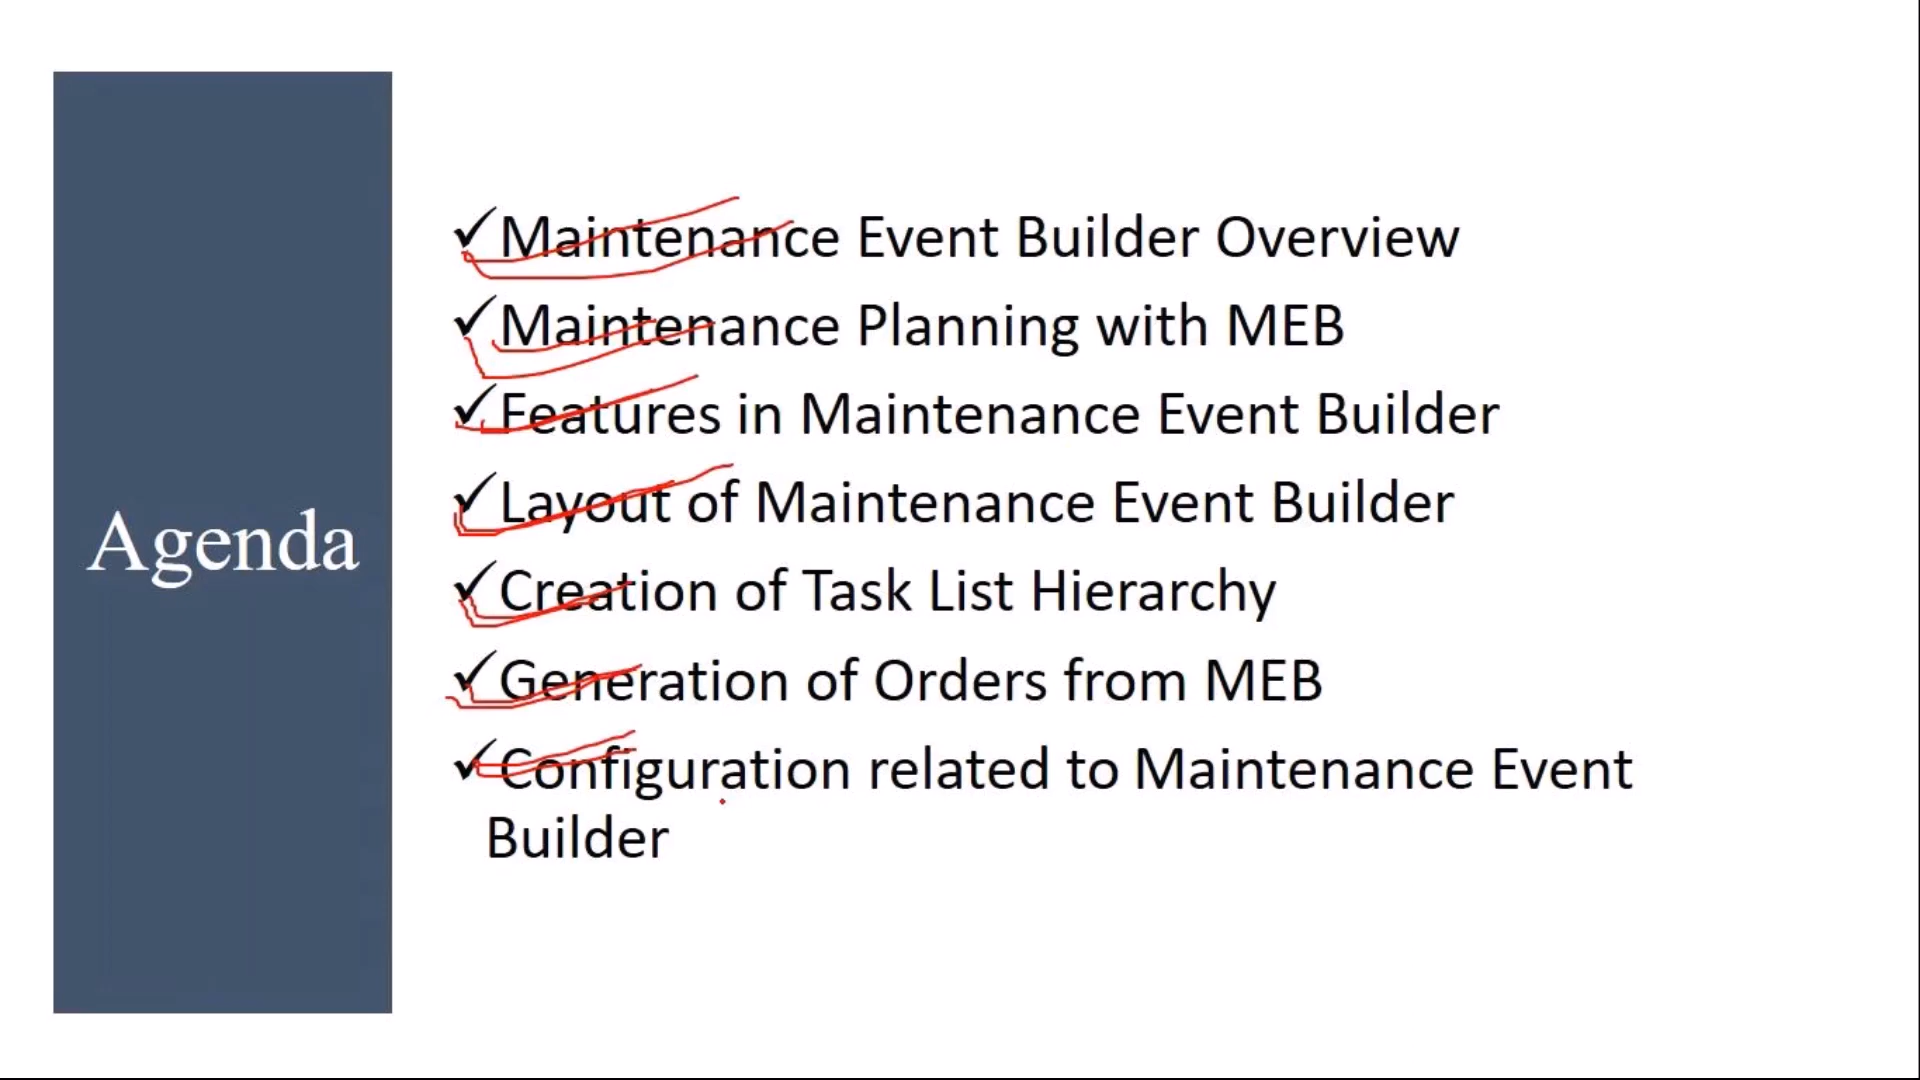 Agenda
✓Maintenance Event Builder Overview
✓Maintenance Planning with MEB
✓Features in Maintenance Event Builder
✓Layout of Maintenance Event Builder
✓Creation of Task List Hierarchy
✓Generation of Orders from MEB
✓Configuration related to Maintenance Event
Builder